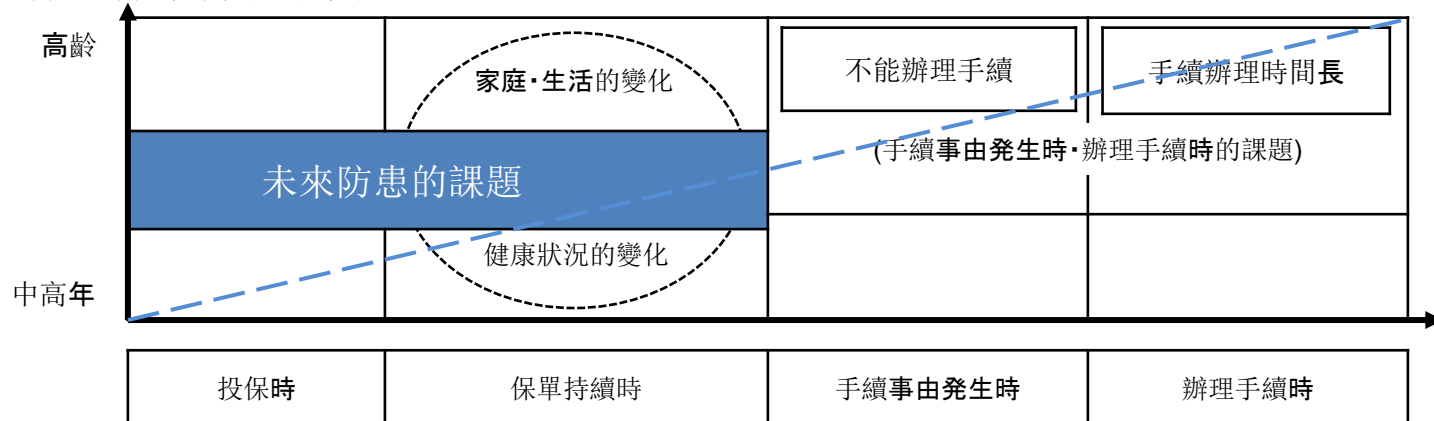 高齡
家庭・生活的變化
不能辦理手續
手續辦理時間長
(手續事由発生時・辦理手續時的課題)
未來防患的課題
健康狀況的變化
中高年
投保時
保單持續時
手續事由発生時
辦理手續時